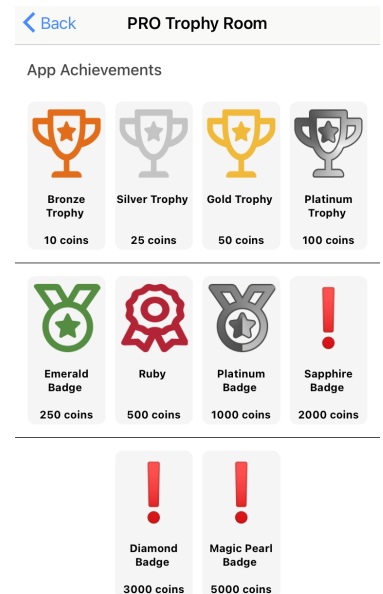 Back
PRO Trophy Room
App Achievements
Bronze
Trophy
10 coins
Silver Trophy
25 coins
Gold Trophy
50 coins
Platinum
Trophy
100 coins
Emerald
Badge
250 coins
Ruby
500 coins
Platinum
Badge
1000 coins
Sapphire
Badge
2000 coins
Diamond
Badge
3000 coins
Magic Pearl
Badge
5000 coins